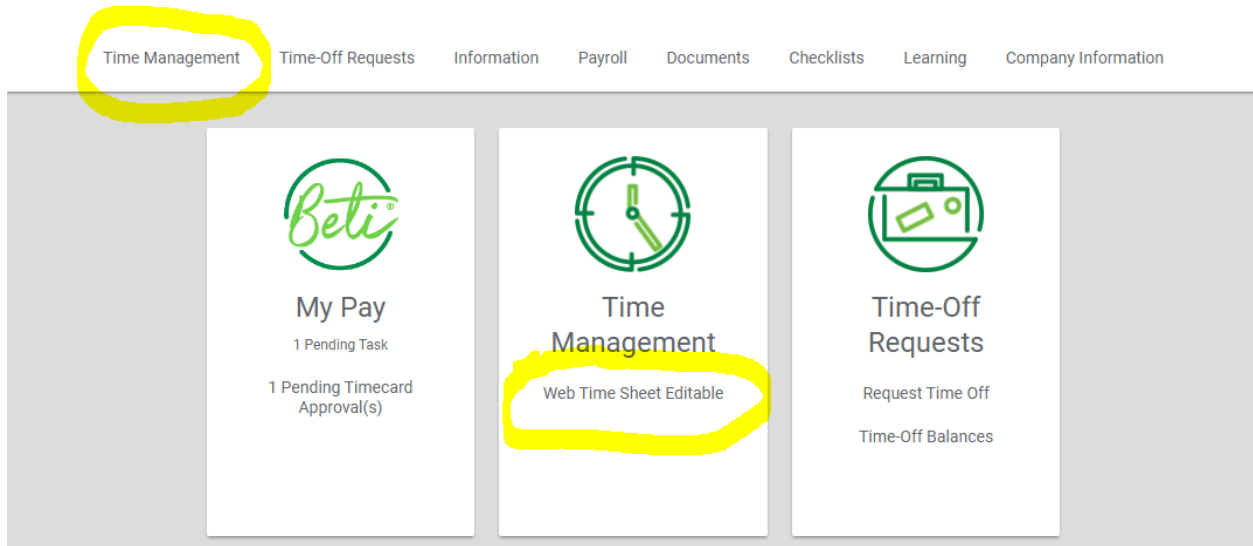 Time Management Time-Off Requests Information Payroll Documents Checklists Learning Company Information
Beti®
My Pay
1 Pending Task
1 Pending Timecard
Approval(s)
Time
Management
Web Time Sheet Editable
Time-Off
Requests
Request Time Off
Time-Off Balances